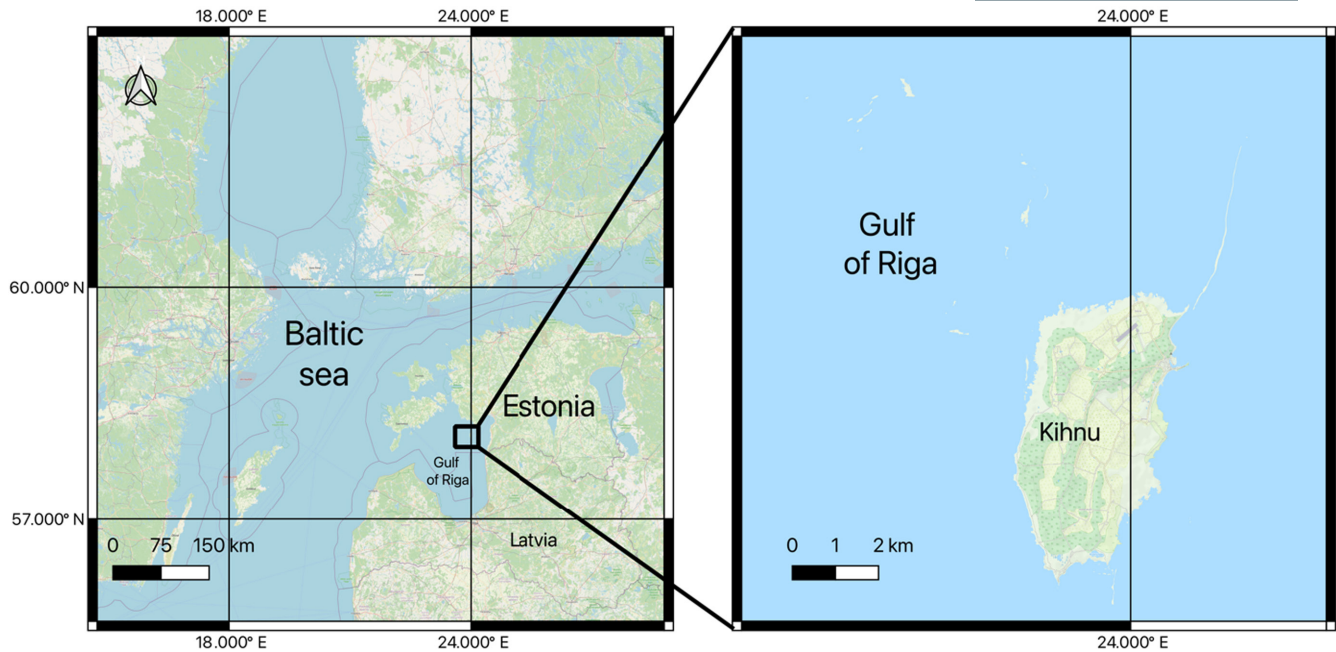 18.000° E
24.000° E
24.000° E
60.000° N
57.000° N
Baltic
sea
Estonia
Gulf
of Riga
Latvia
0 75 150 km
18.000° E
24.000° E
Gulf
of Riga
Kihnu
0 1 2 km
24.000° E